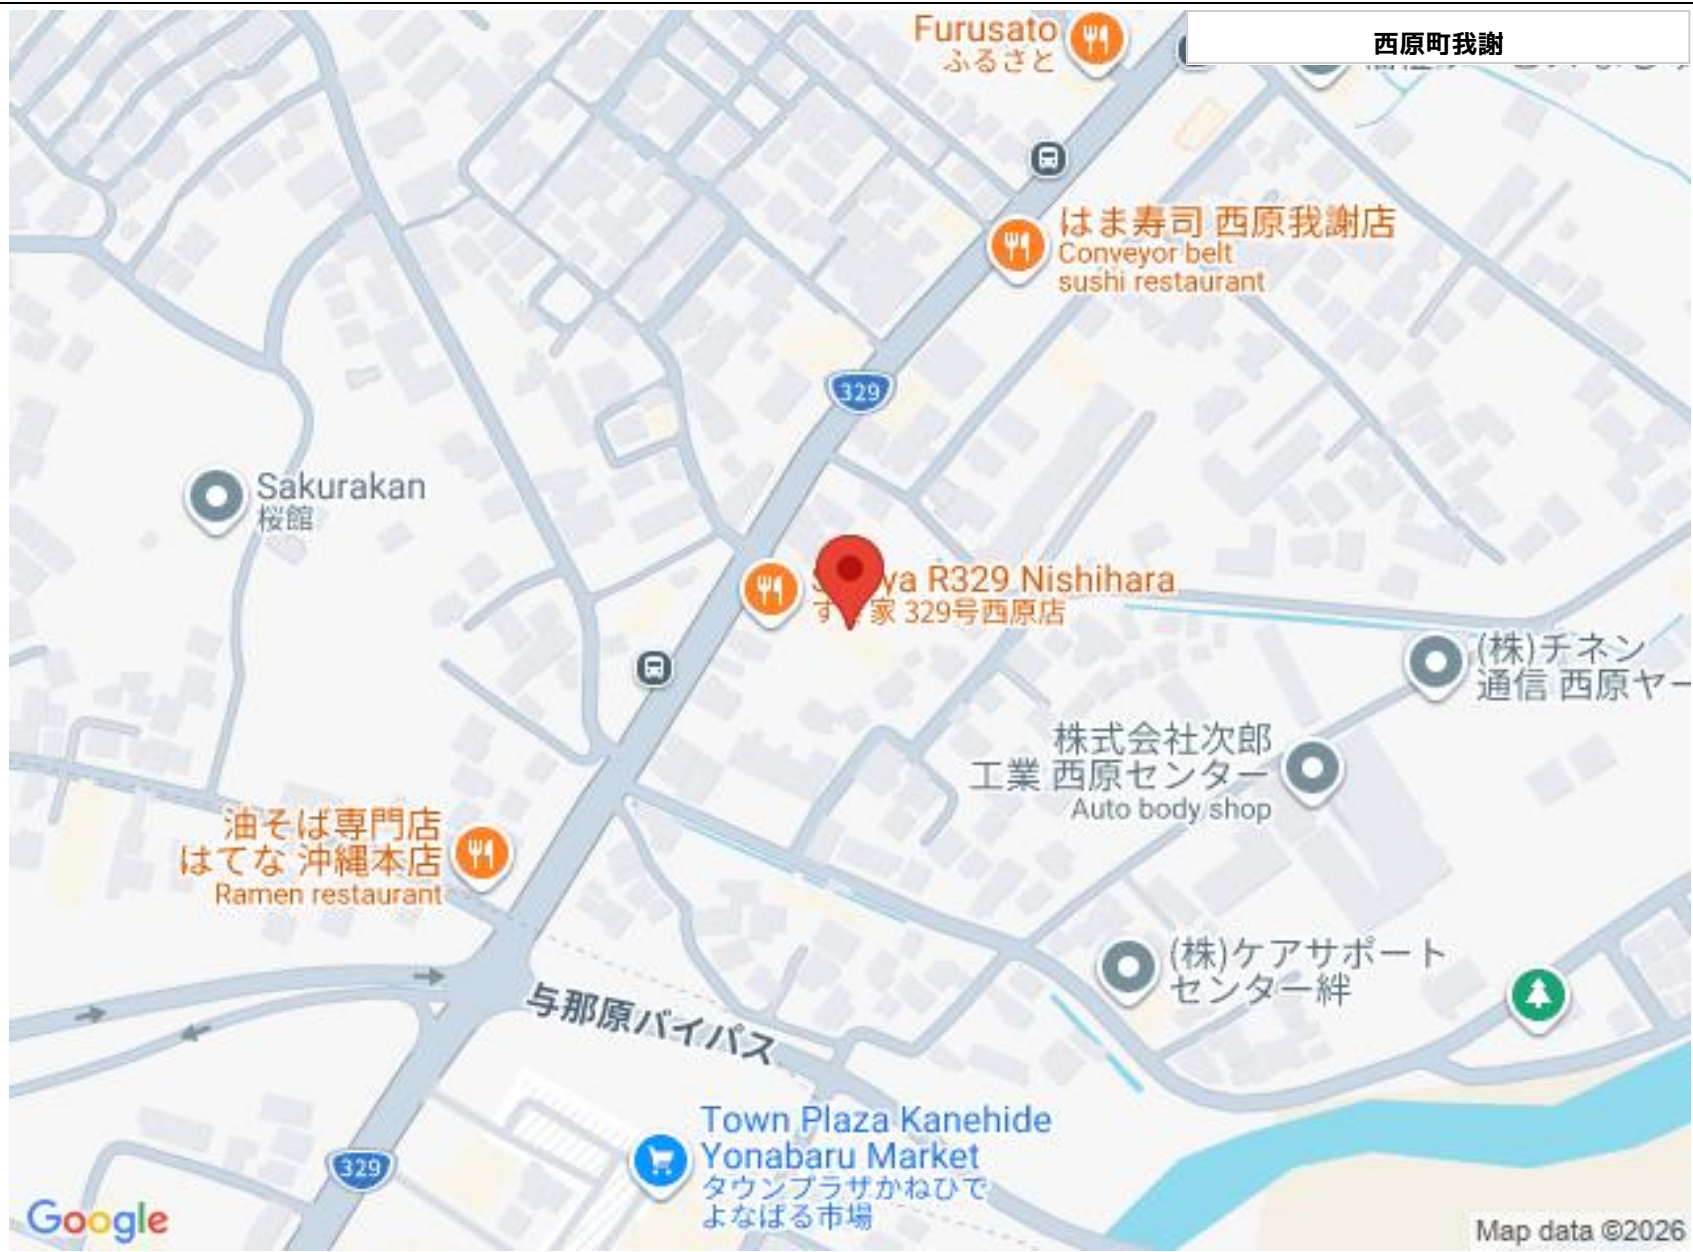 Furusato
ふるさと
西原町我謝
はま寿司 西原我謝店
Conveyor belt
sushi restaurant
329
Sakurakan
桜館
ya R329 Nishihara
す 家 329号西原店
(株)チネン
通信 西原ヤー
株式会社次郎
工業 西原センター
Auto body shop
油そば専門店
はてな 沖縄本店
Ramen restaurant
(株)ケアサポート
センター絆
与那原バイパス
Town Plaza Kanehide
Yonabaru Market
タウンプラザかねひで
よなばる市場
329
Google
Map data ©2026